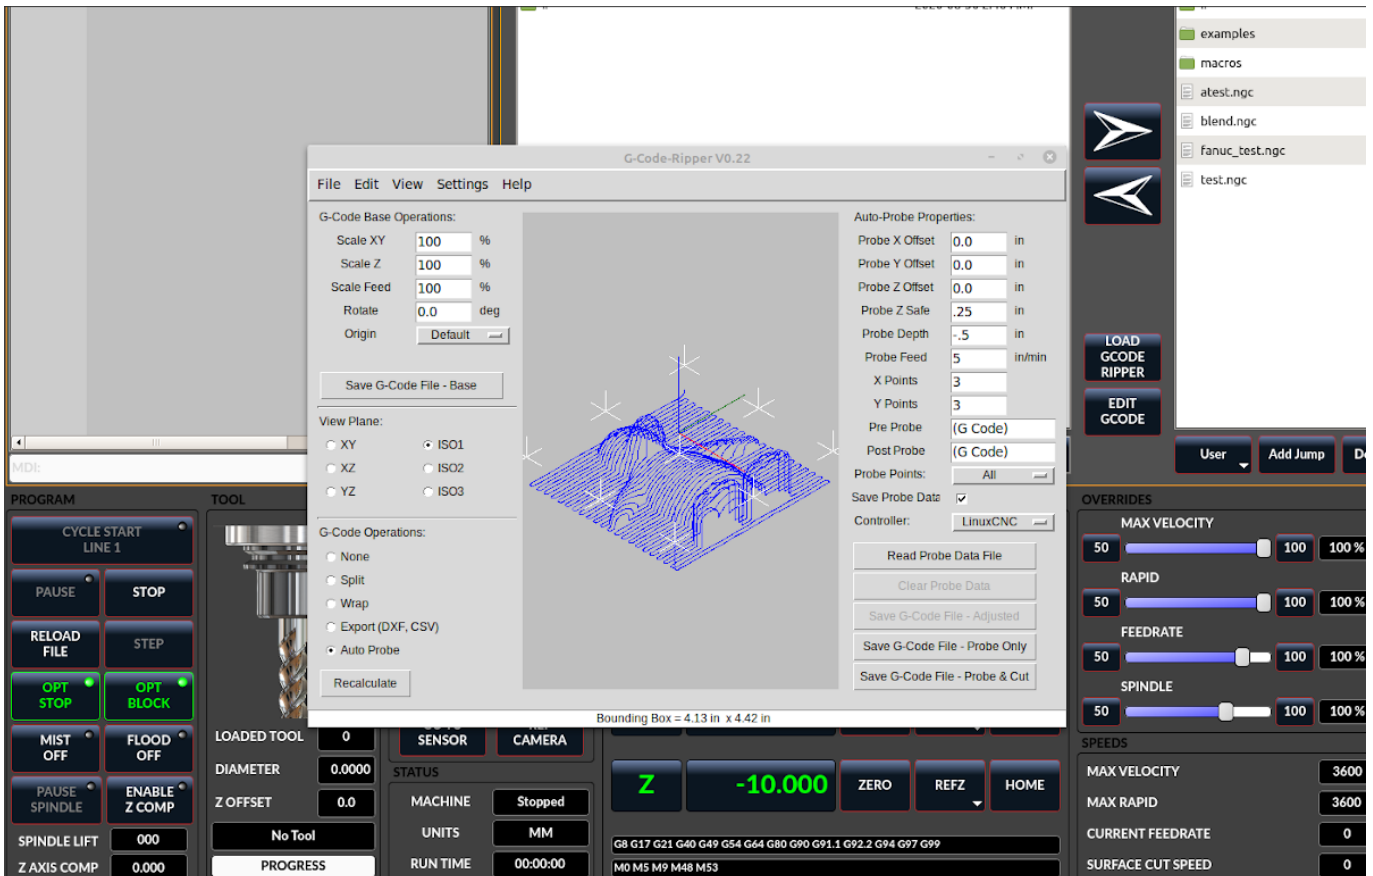 examples
macros
atest.ngc
blend.ngc
fanuc_test.ngc
test.ngc
G-Code-Ripper V0.22
File Edit View Settings Help
G-Code Base Operations:
Scale XY 100 %
Scale Z 100 %
Scale Feed 100 %
Rotate 0.0 deg
Origin Default
Save G-Code File - Base
View Plane:
XY ISO1
XZ ISO2
YZ ISO3
G-Code Operations:
None
Split
Wrap
Export (DXF, CSV)
Auto Probe
Recalculate
Auto-Probe Properties:
Probe X Offset 0.0 in
Probe Y Offset 0.0 in
Probe Z Offset 0.0 in
Probe Z Safe .25 in
Probe Depth -.5 in
Probe Feed 5 in/min
X Points 3
Y Points 3
Pre Probe (G Code)
Post Probe (G Code)
Probe Points: All
Save Probe Data
Controller: LinuxCNC
Read Probe Data File
Clear Probe Data
Save G-Code File - Adjusted
Save G-Code File - Probe Only
Save G-Code File - Probe & Cut
Bounding Box = 4.13 in x 4.42 in
LOAD
GCODE
RIPPER
EDIT
GCODE
User Add Jump
MDI:
PROGRAM
CYCLE START
LINE 1
PAUSE STOP
RELOAD
FILE
STEP
OPT
STOP
OPT
BLOCK
MIST
OFF
FLOOD
OFF
PAUSE
SPINDLE
ENABLE
Z COMP
SPINDLE LIFT 000
Z AXIS COMP 0.000
TOOL
LOADED TOOL 0
DIAMETER 0.0000
Z OFFSET 0.0
No Tool
PROGRESS
SENSOR
CAMERA
STATUS
MACHINE Stopped
UNITS MM
RUN TIME 00:00:00
Z -10.000 ZERO REFZ HOME
G8 G17 G21 G40 G49 G54 G64 G80 G90 G91.1 G92.2 G94 G97 G99
M0 M5 M9 M48 M53
OVERRIDES
MAX VELOCITY
50 100 100 %
RAPID
50 100 100 %
FEEDRATE
50 100 100 %
SPINDLE
50 100 100 %
SPEEDS
MAX VELOCITY 3600
MAX RAPID 3600
CURRENT FEEDRATE 0
SURFACE CUT SPEED 0